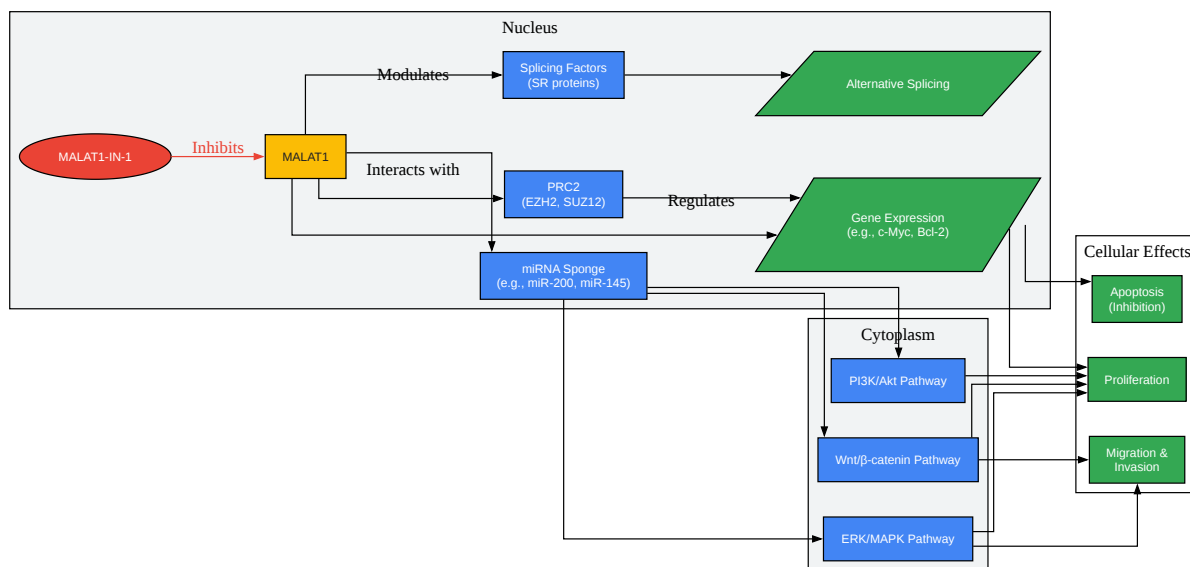 Nucleus
Splicing Factors
(SR proteins)
Modulates
Alternative Splicing
Inhibits
MALAT1-IN-1
MALAT1
Interacts with
PRC2
(EZH2, SUZ12)
Regulates
Gene Expression
(e.g., c-Myc, Bcl-2)
miRNA Sponge
(e.g., miR-200, miR-145)
Cellular Effects
Apoptosis
(Inhibition)
Cytoplasm
PI3K/Akt Pathway
Proliferation
Wnt/β-catenin Pathway
Migration &
Invasion
ERK/MAPK Pathway